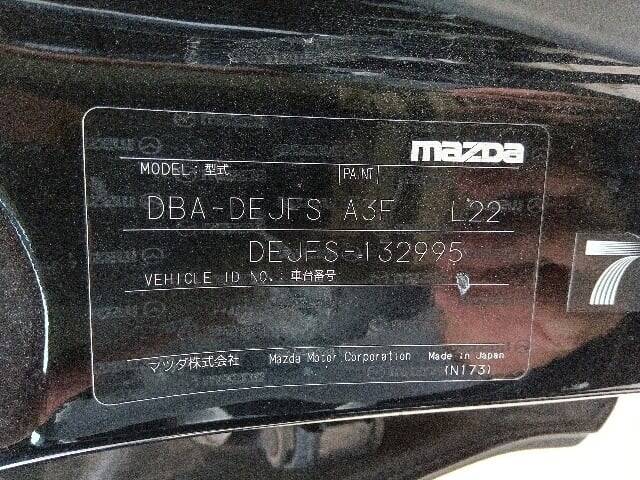 mazda
MODEL:型式 PAINT
DBA-DEJFS A3F L22
DEJFS-132995
VEHICLE ID NO.:車台番号
マツダ株式会社 Mazda Motor Corporation Made in Japan
(N173)
7